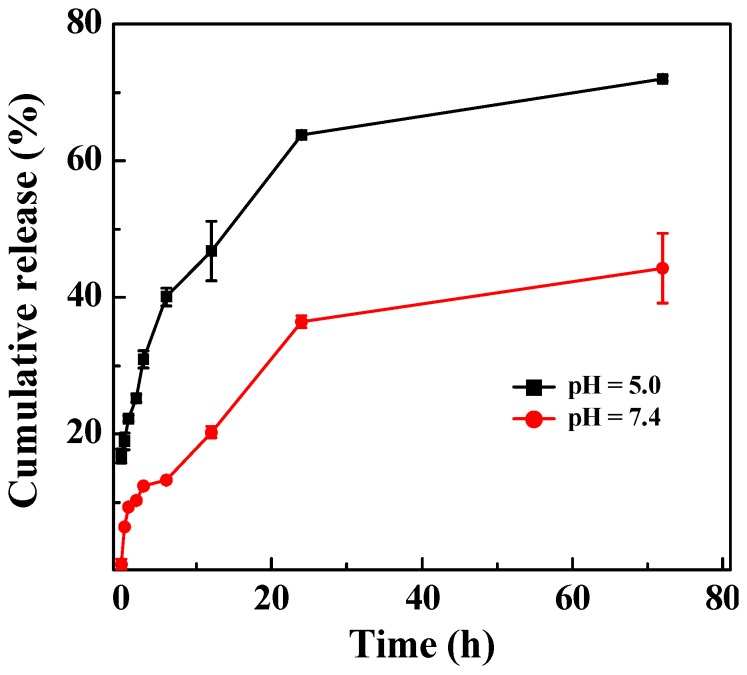 Cumulative release (%)
80
60
40
20
pH = 5.0
pH = 7.4
0 20 40 60 80
Time (h)